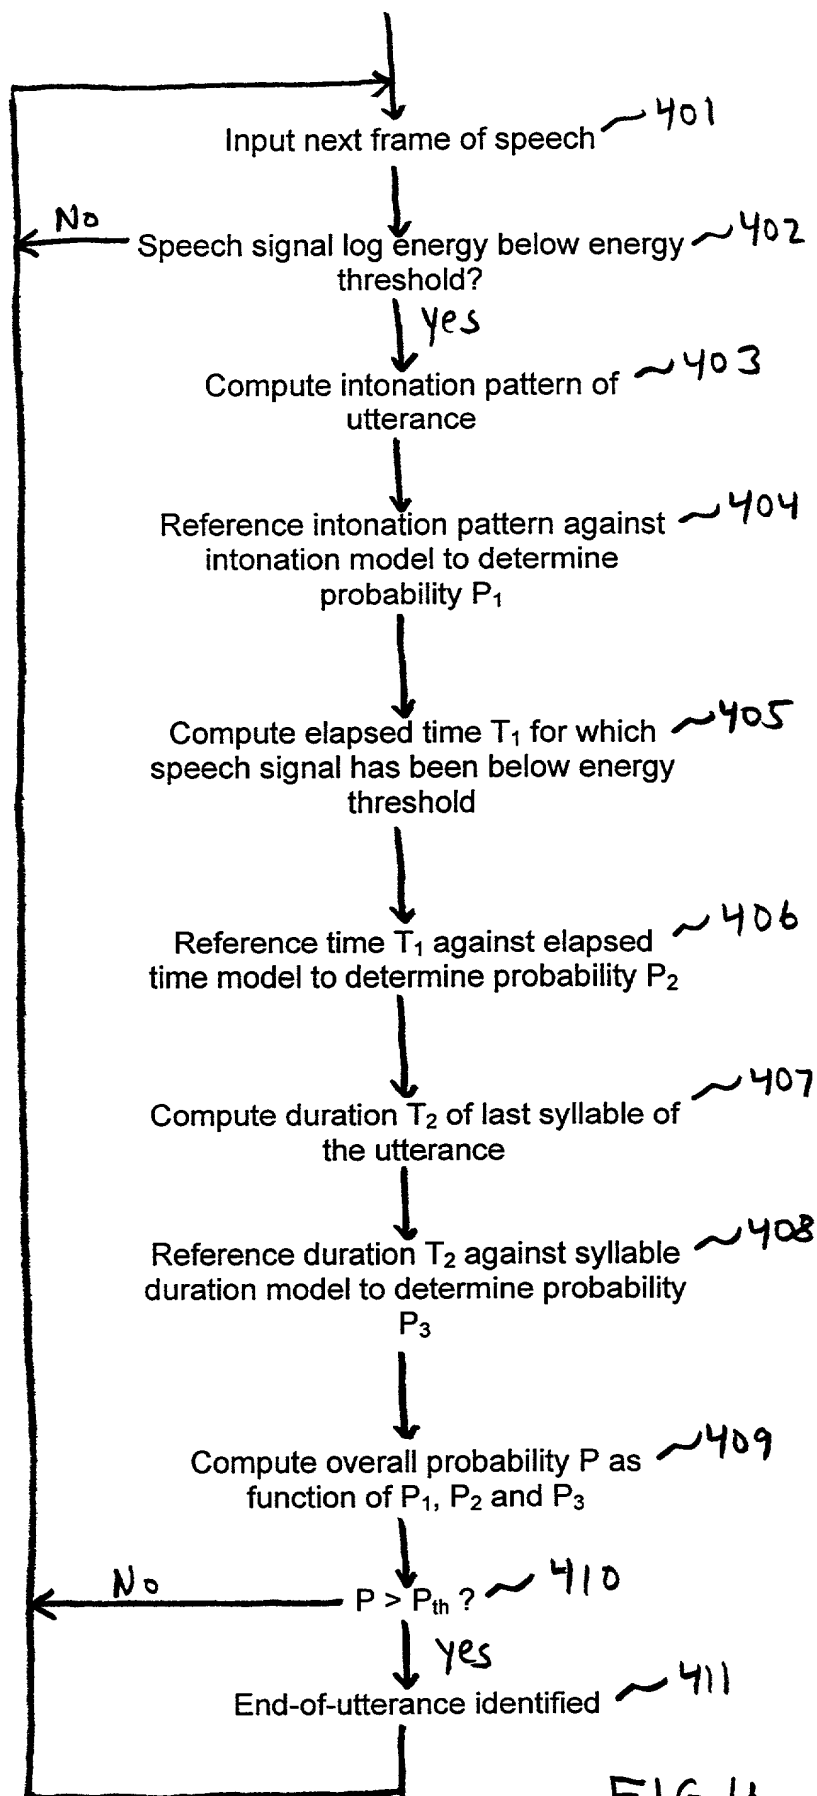 Input next frame of speech 401
No
Speech signal log energy below energy 402
threshold?
yes
Compute intonation pattern of 403
utterance
Reference intonation pattern against 404
intonation model to determine
probability P₁
Compute elapsed time T₁ for which 405
speech signal has been below energy
threshold
Reference time T₁ against elapsed 406
time model to determine probability P₂
Compute duration T₂ of last syllable of 407
the utterance
Reference duration T₂ against syllable 408
duration model to determine probability
P₃
Compute overall probability P as 409
function of P₁, P₂ and P₃
No
P > Pth ? 410
yes
End-of-utterance identified 411
FIG 4